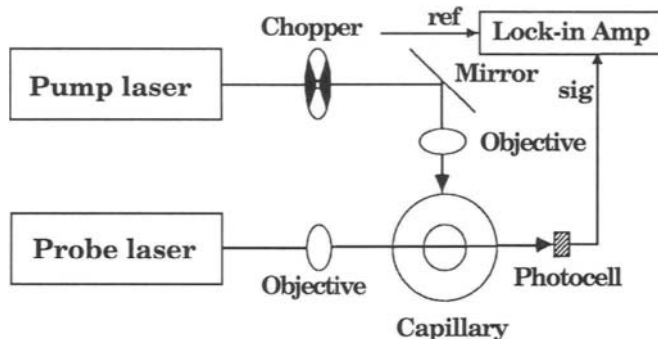 Chopper
ref
Lock-in Amp
Pump laser
Mirror
sig
Objective
Probe laser
Objective
Photocell
Capillary